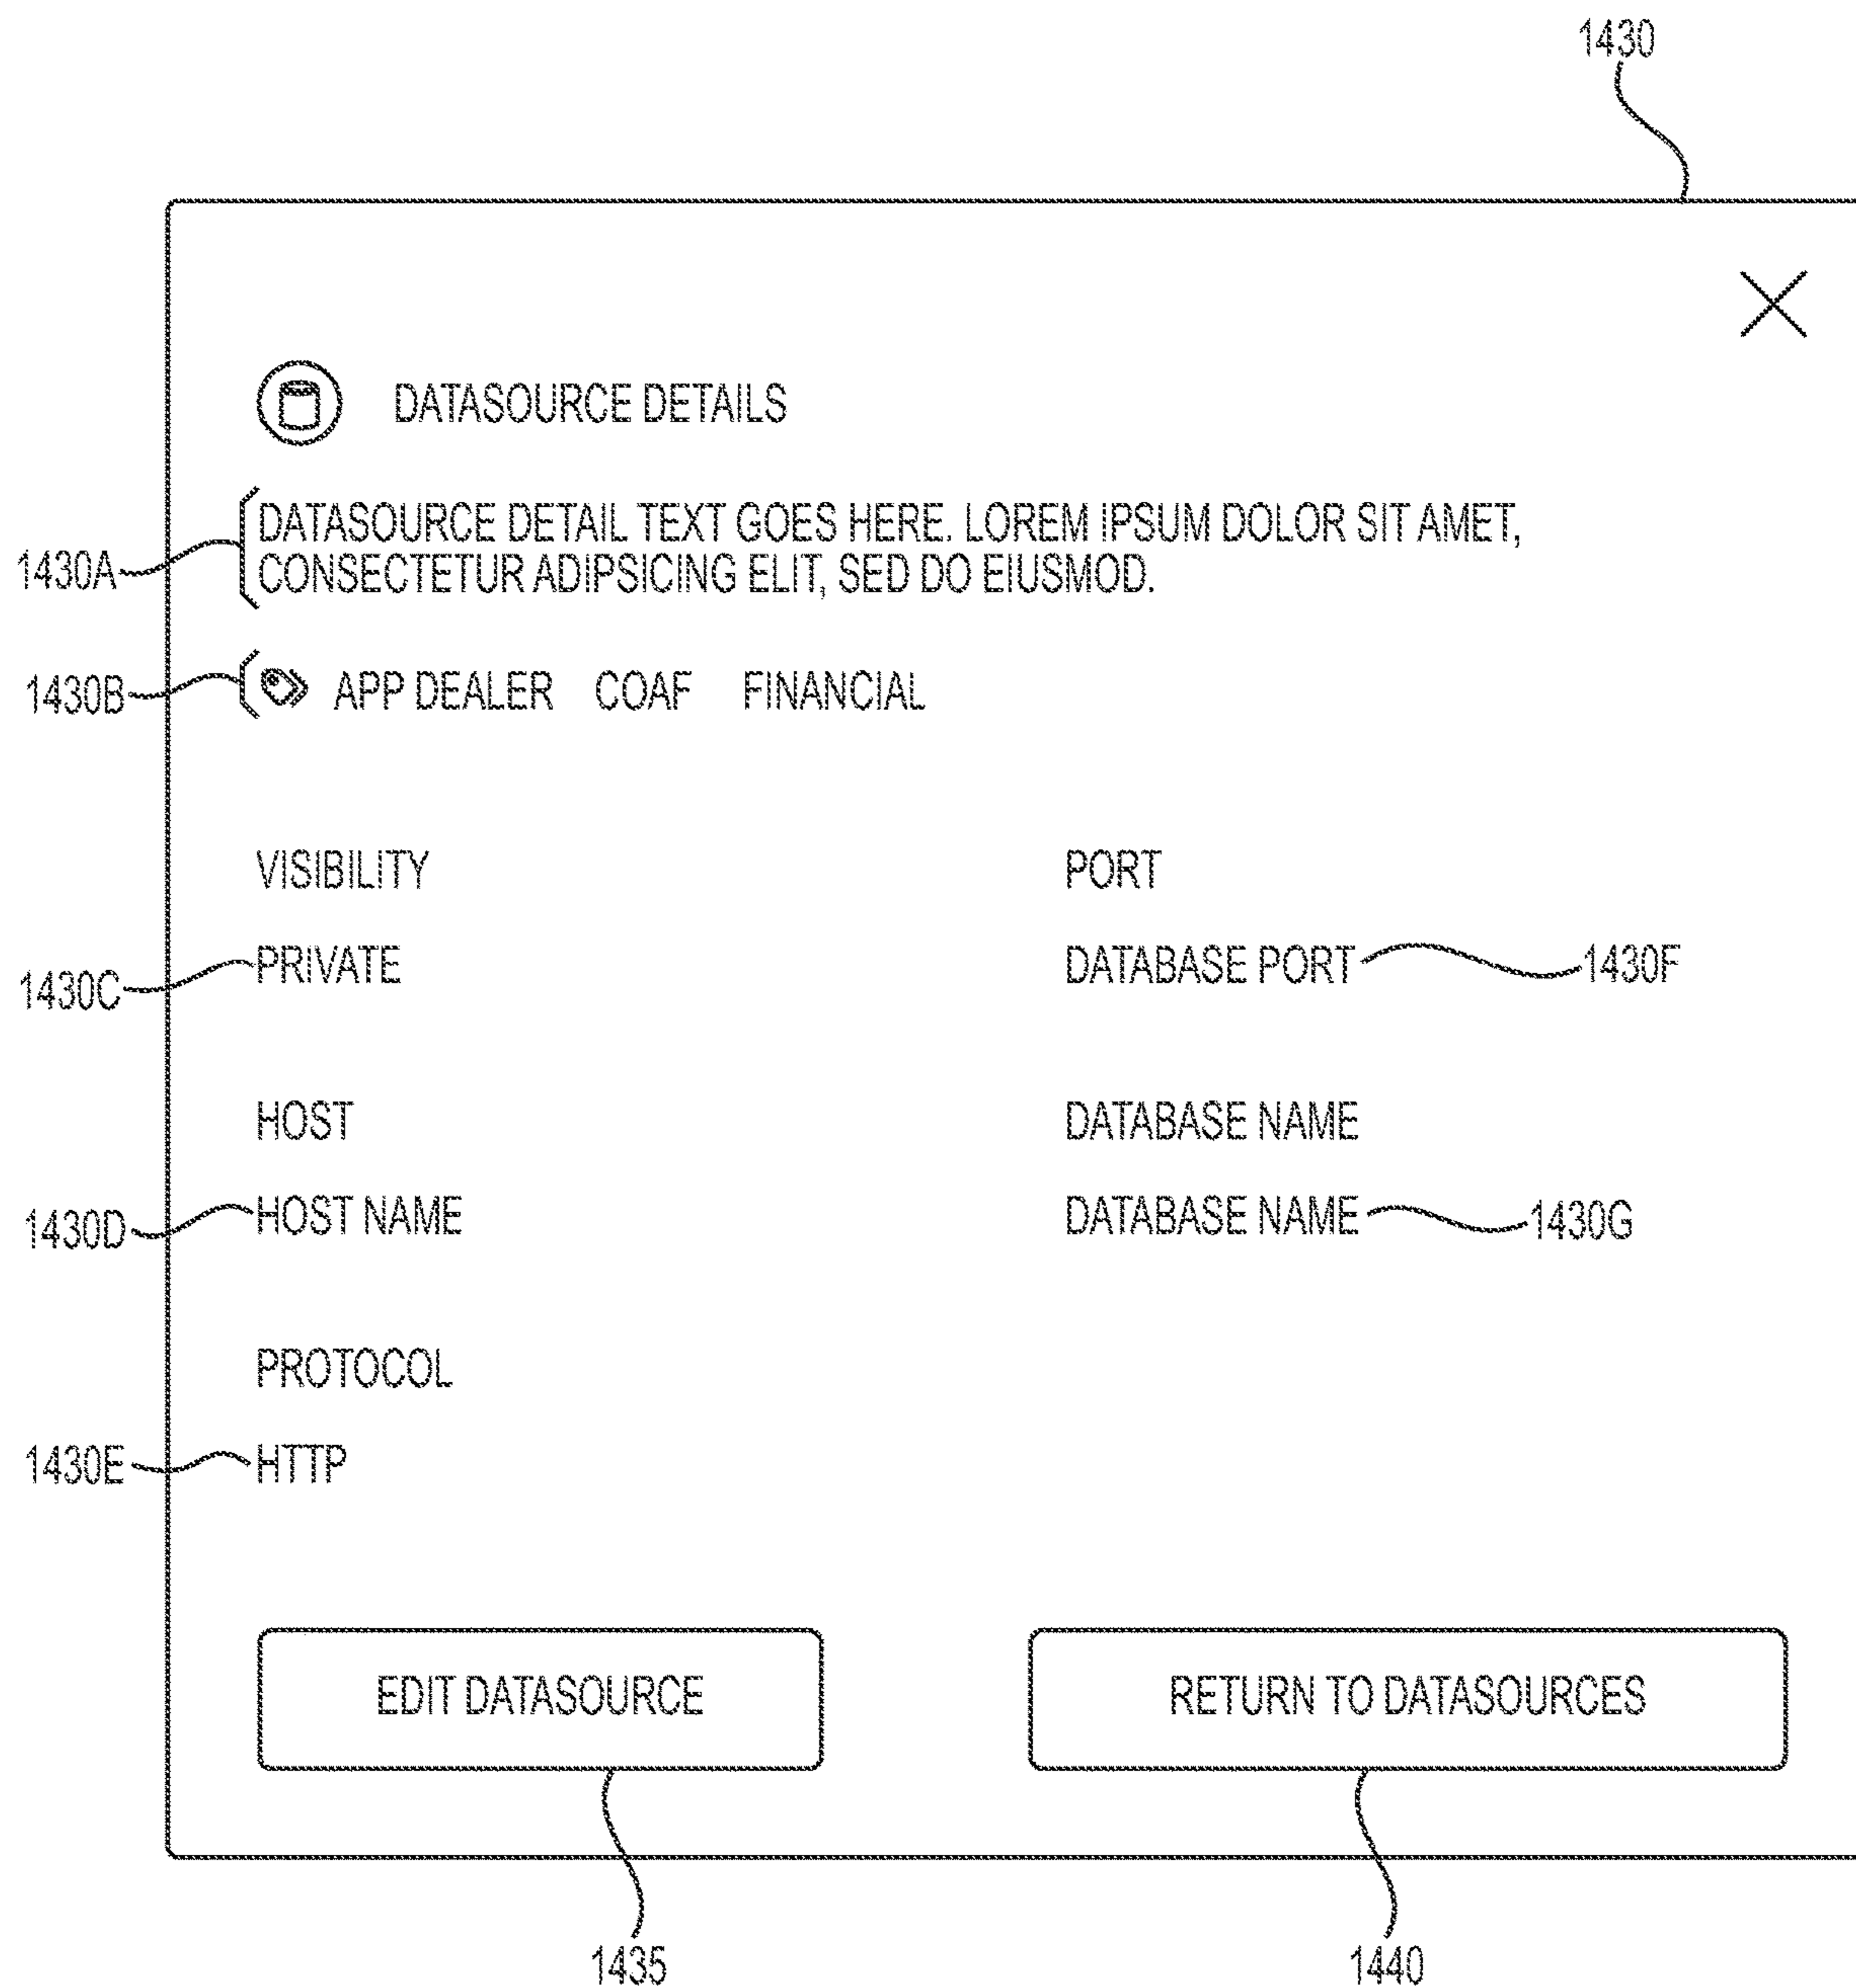 1430
DATASOURCE DETAILS
1430A
DATASOURCE DETAIL TEXT GOES HERE. LOREM IPSUM DOLOR SIT AMET,
CONSECTETUR ADIPSICING ELIT, SED DO EIUSMOD.
1430B
APP DEALER COAF FINANCIAL
VISIBILITY PORT
1430C PRIVATE DATABASE PORT 1430F
HOST DATABASE NAME
1430D HOST NAME DATABASE NAME 1430G
PROTOCOL
1430E HTTP
EDIT DATASOURCE RETURN TO DATASOURCES
1435 1440